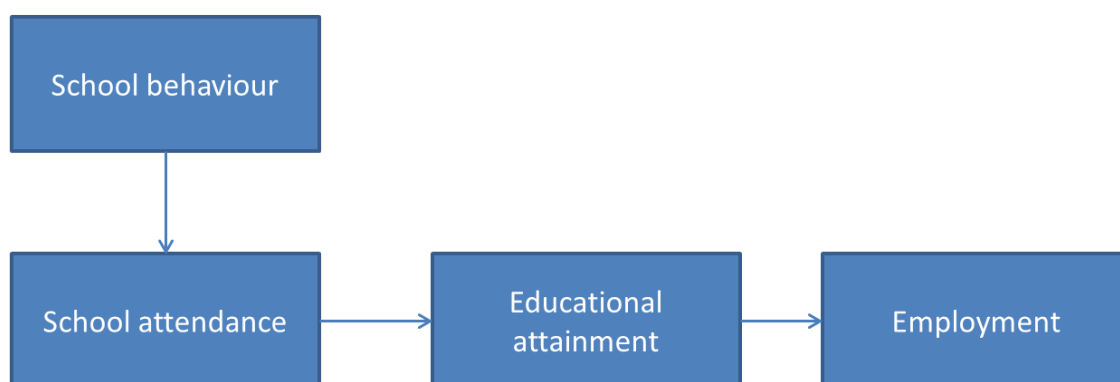 School behaviour
School attendance
Educational
attainment
Employment